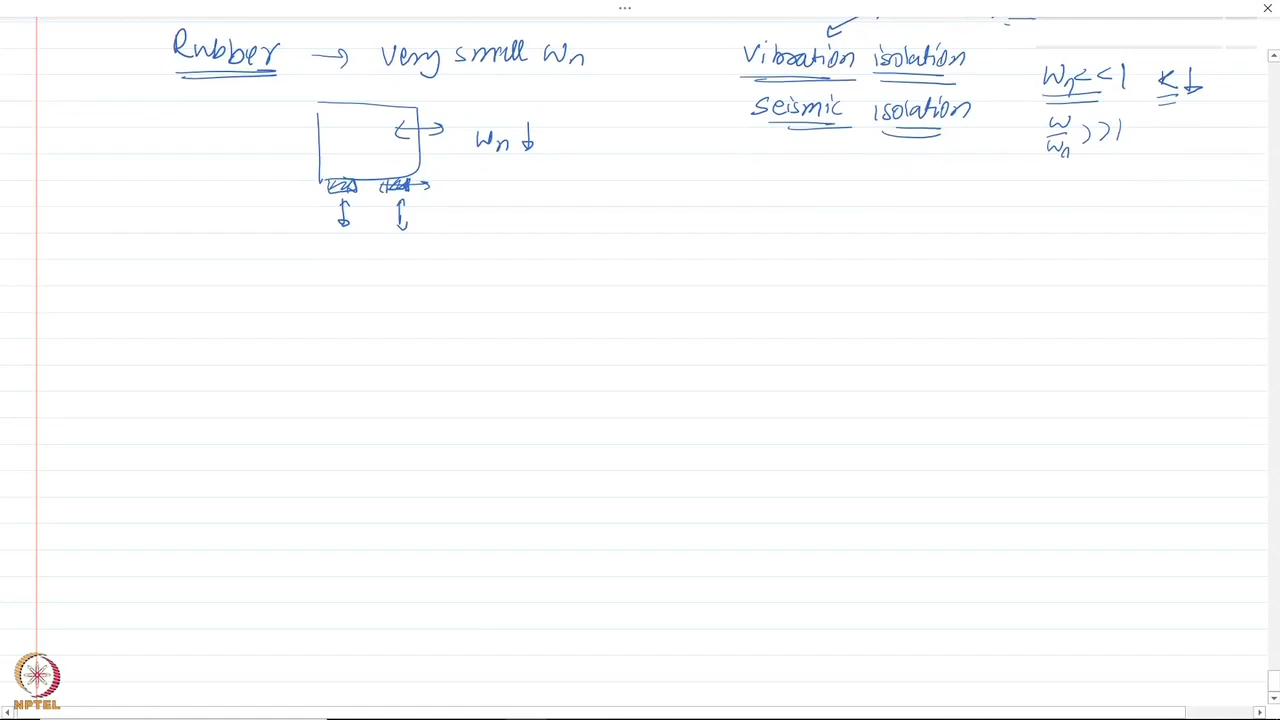 Rubber → very small ωn
vibration isolation
seismic isolation
ωn << 1 K↓
ω/ωn >> 1
ωn ↓
NPTEL